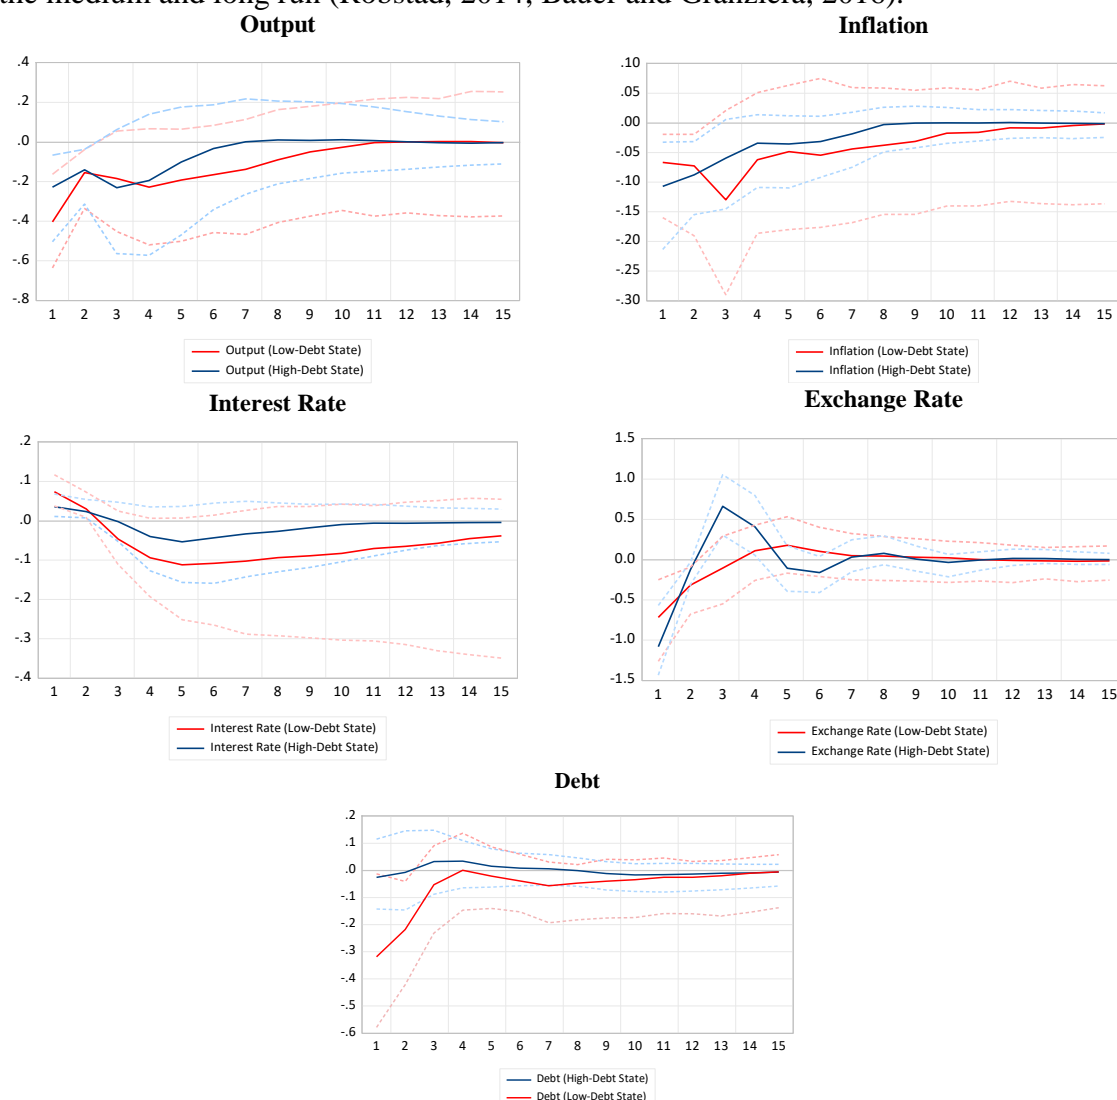 the medium and long run (Robstad, 2014; Bauer and Granziera, 2016).
Output
.4
.2
.0
-.2
-.4
-.6
-.8
1 2 3 4 5 6 7 8 9 10 11 12 13 14 15
Output (Low-Debt State)
Output (High-Debt State)
Inflation
.10
.05
.00
-.05
-.10
-.15
-.20
-.25
-.30
1 2 3 4 5 6 7 8 9 10 11 12 13 14 15
Inflation (Low-Debt State)
Inflation (High-Debt State)
Interest Rate
.2
.1
.0
-.1
-.2
-.3
-.4
1 2 3 4 5 6 7 8 9 10 11 12 13 14 15
Interest Rate (Low-Debt State)
Interest Rate (High-Debt State)
Exchange Rate
1.5
1.0
0.5
0.0
-0.5
-1.0
-1.5
1 2 3 4 5 6 7 8 9 10 11 12 13 14 15
Exchange Rate (Low-Debt State)
Exchange Rate (High-Debt State)
Debt
.2
.1
.0
-.1
-.2
-.3
-.4
-.5
-.6
1 2 3 4 5 6 7 8 9 10 11 12 13 14 15
Debt (High-Debt State)
Debt (Low-Debt State)